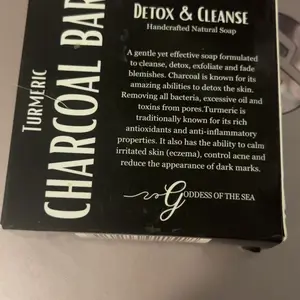 DETOX & CLEANSE
Handcrafted Natural Soap
A gentle yet effective soap formulated
to cleanse, detox, exfoliate and fade
blemishes. Charcoal is known for its
amazing abilities to detox the skin.
Removing all bacteria, excessive oil and
toxins from pores.Turmeric is
traditionally known for its rich
antioxidants and anti-inflammatory
properties. It also has the ability to calm
irritated skin (eczema), control acne and
reduce the appearance of dark marks.
GODDESS OF THE SEA
TURMERIC
CHARCOAL BAR